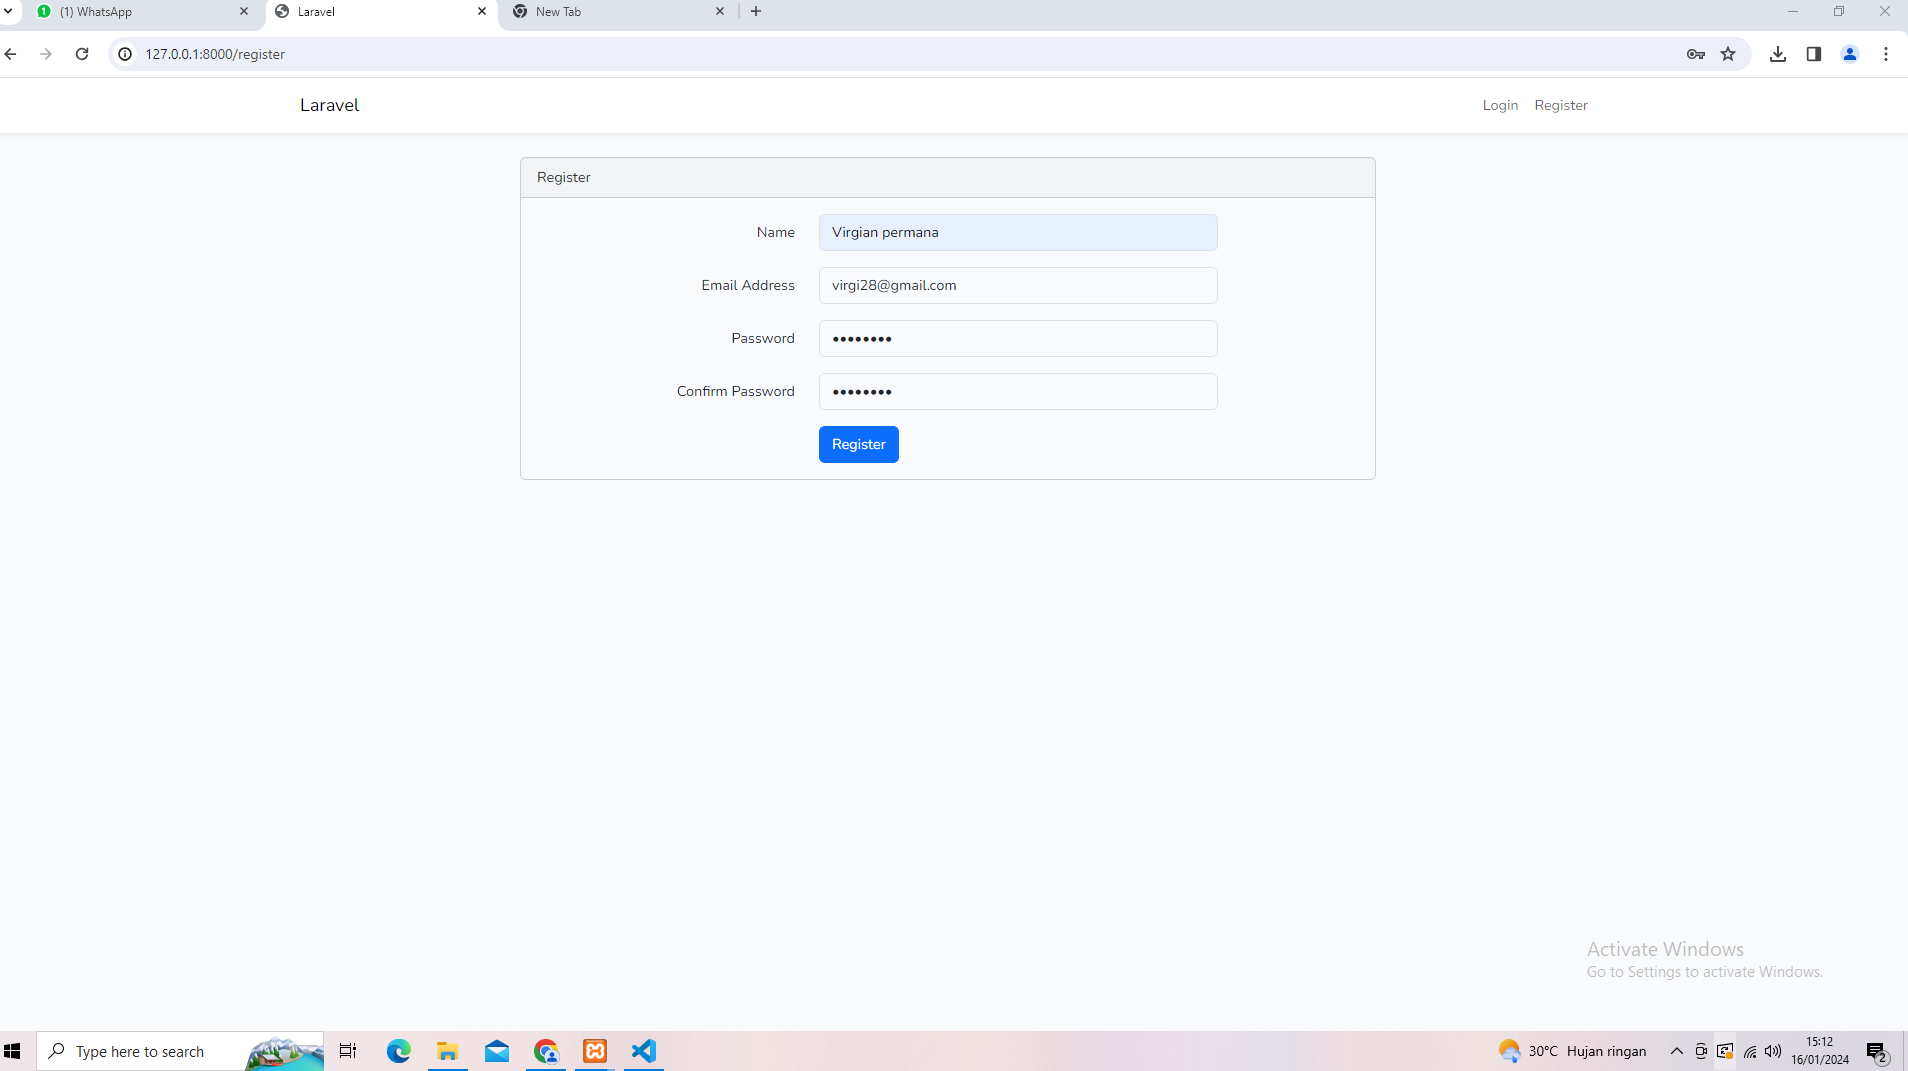 (1) WhatsApp
Laravel
New Tab
127.0.0.1:8000/register
Laravel
Login Register
Register
Name Virgian permana
Email Address virgi28@gmail.com
Password ••••••••
Confirm Password ••••••••
Register
Activate Windows
Go to Settings to activate Windows.
Type here to search
30°C Hujan ringan
15:12
16/01/2024
2